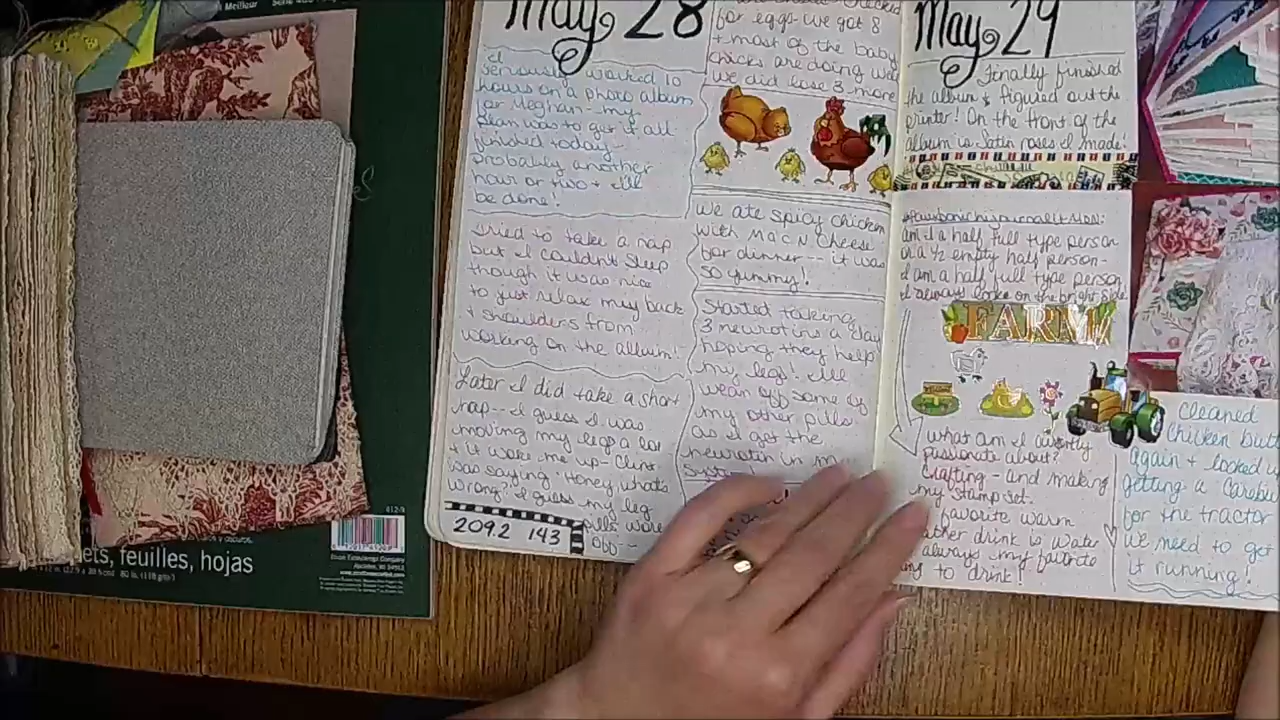 Meilleur
May 28
I
seriously worked 10
hours on a photo album
for Meghan - my
plan was to get it all
finished today -
probably another
hour or two + I'll
be done!
Tried to take a nap
but I couldn't sleep
though it was nice
to just relax my back
+ shoulders from
working on the album!
Later I did take a short
nap -- I guess I was
moving my legs a lot
+ it woke me up - Clint
was saying Honey, what's
wrong? I guess my leg
pills wore
off --
209.2 143
checked
for eggs - we got 8
+ most of the baby
chicks are doing well
we did lose 3 more
We ate spicy chicken
with Mac N Cheese
for dinner -- it was
so yummy!
Started taking
3 neurotins a day
hoping they help
my legs! I'll
wean off some of
my other pills
as I get the
neurotin in my
system!
May 29
Finally finished
the album & figured out the
printer! On the front of the
album is satin roses I made!
am I a half full type person
or a 1/2 empty half person -
I am a half full type person
I always look on the bright side
FARM
what am I
passionate about?
Crafting - and making
my stamp set.
favorite warm
drink is water
always my favorite
to drink!
Cleaned
chicken butt
again + looked
getting a
for the tractor
we need to get
it running!
ets, feuilles, hojas
412-9